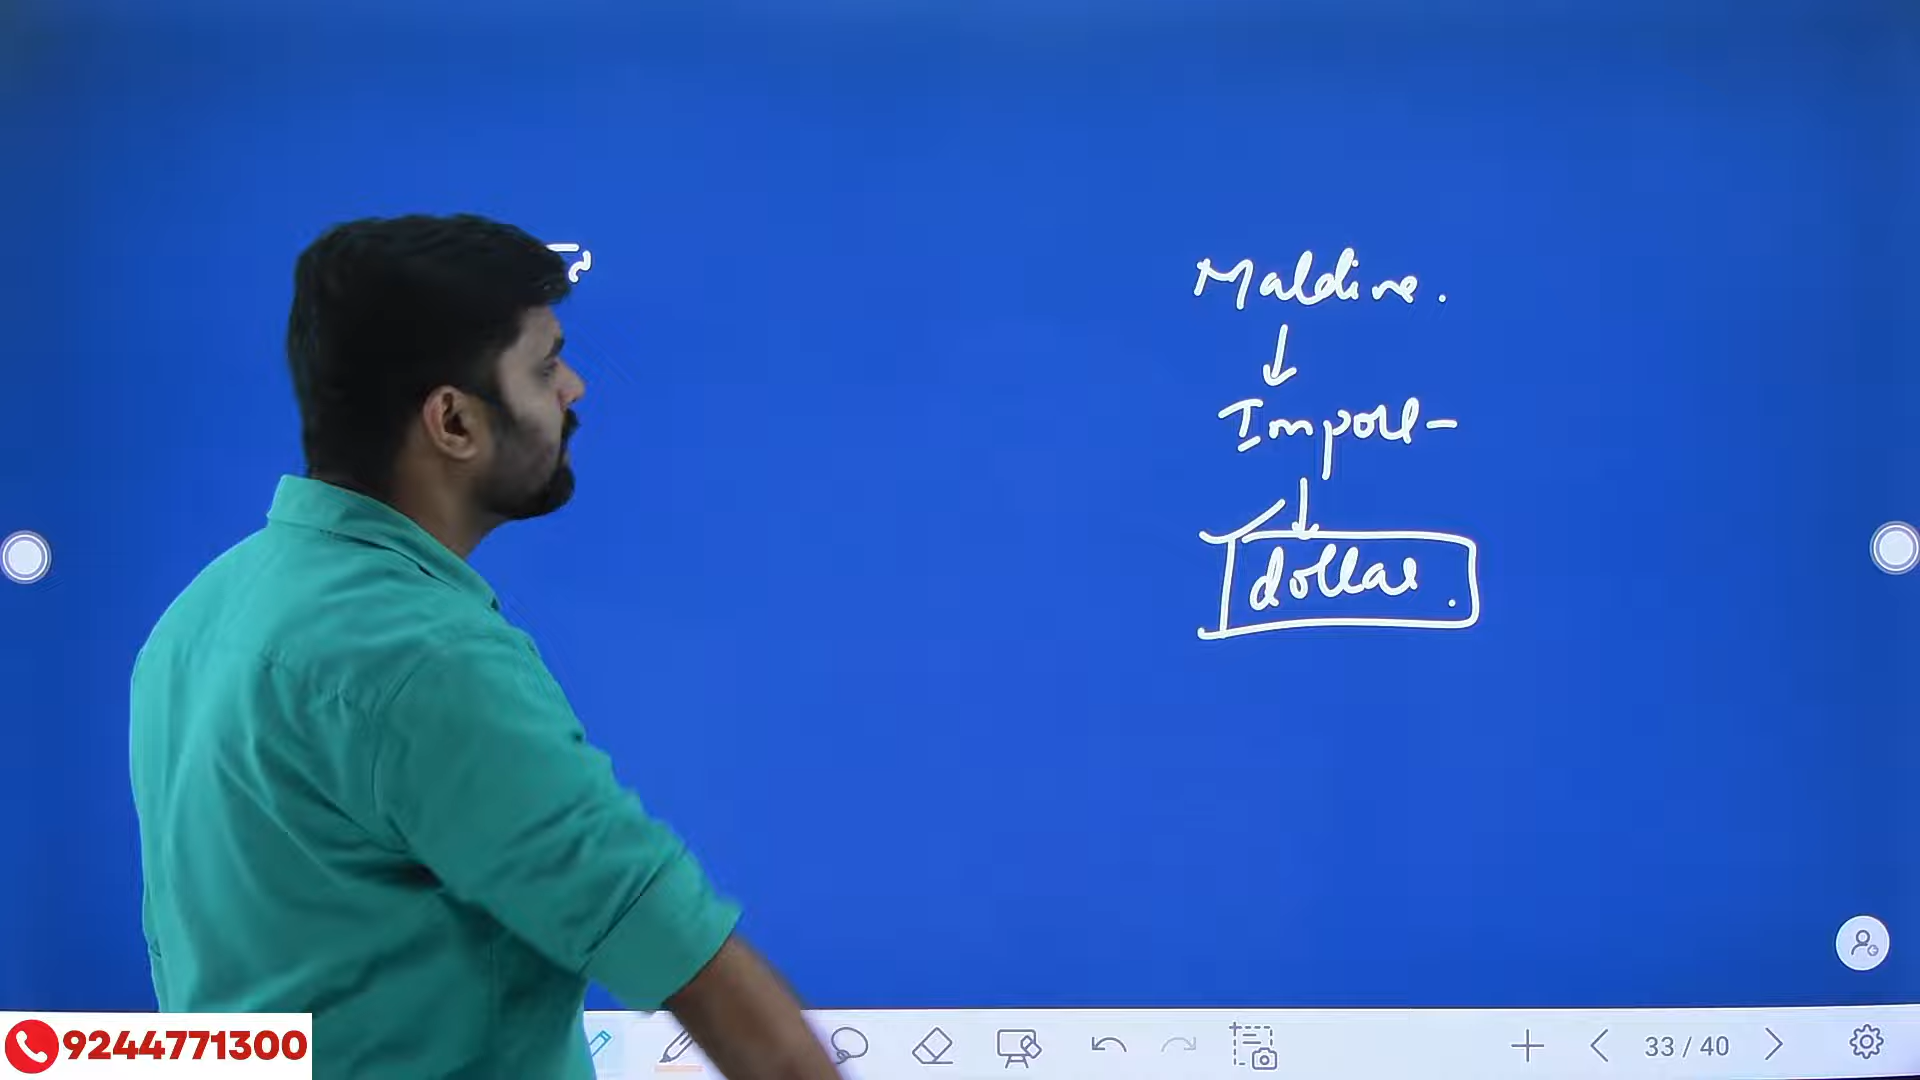 Maldive.
↓
Import
↓
dollar.
9244771300
33 / 40